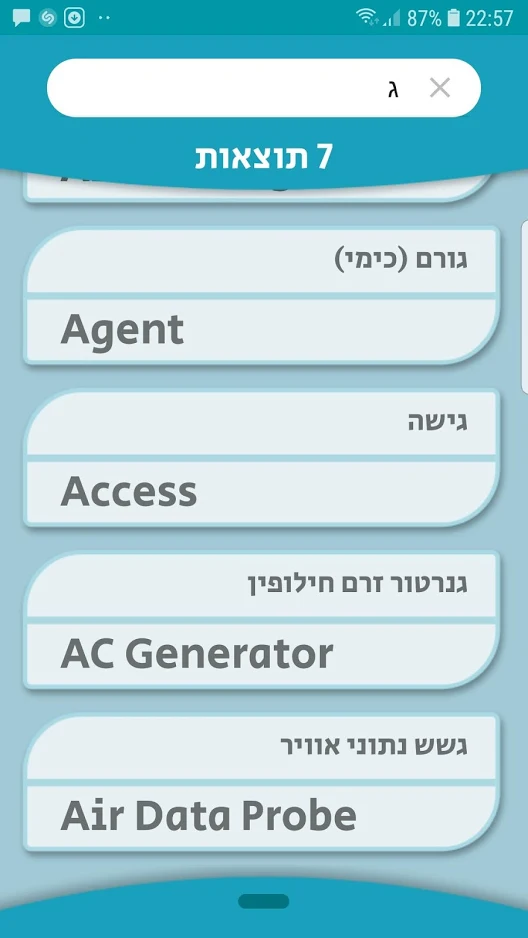 87% 22:57
ג
7 תוצאות
גורם (כימי)
Agent
גישה
Access
גנרטור זרם חילופין
AC Generator
גשש נתוני אוויר
Air Data Probe